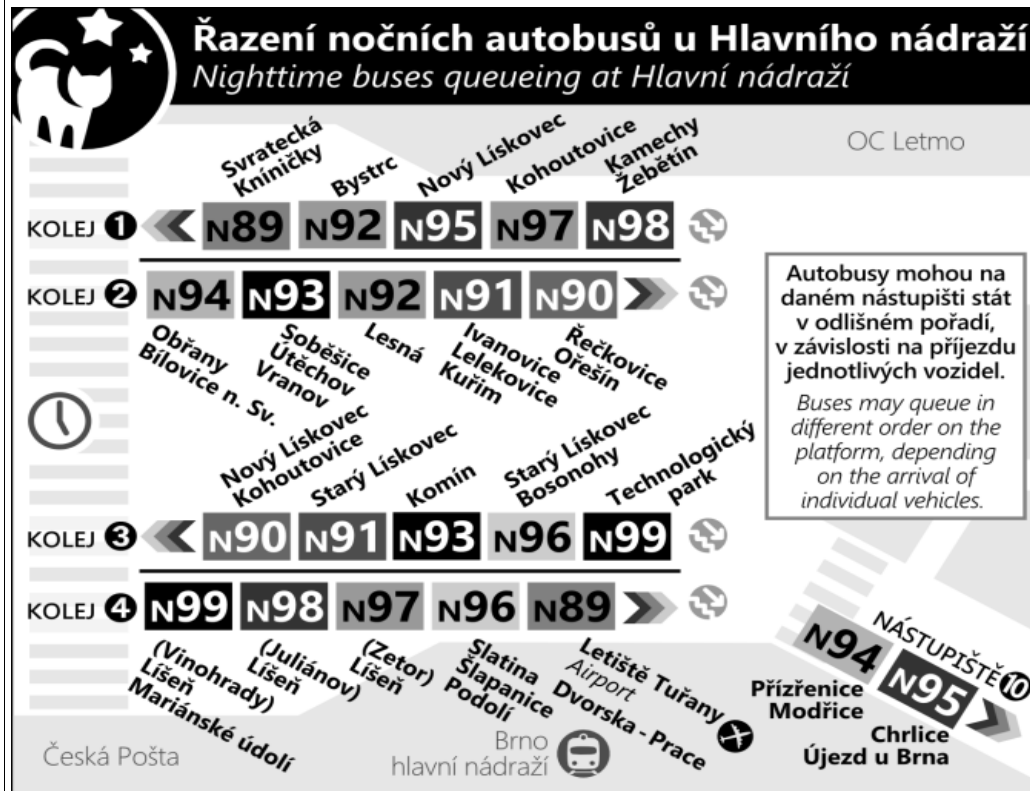 Řazení nočních autobusů u Hlavního nádraží
Nighttime buses queueing at Hlavní nádraží
OC Letmo
Svratecká
Kníničky
Bystrc
Nový Lískovec
Kohoutovice
Kamechy
Žebětín
KOLEJ 1 N89 N92 N95 N97 N98
KOLEJ 2 N94 N93 N92 N91 N90
Obřany
Bílovice n. Sv.
Soběšice
Útěchov
Vranov
Lesná
Ivanovice
Lelekovice
Kuřim
Řečkovice
Ořešín
Autobusy mohou na
daném nástupišti stát
v odlišném pořadí,
v závislosti na příjezdu
jednotlivých vozidel.
Buses may queue in
different order on the
platform, depending
on the arrival of
individual vehicles.
Nový Lískovec
Kohoutovice
Starý Lískovec
Komín
Starý Lískovec
Bosonohy
Technologický
park
KOLEJ 3 N90 N91 N93 N96 N99
KOLEJ 4 N99 N98 N97 N96 N89
(Vinohrady)
Líšeň
Mariánské údolí
(Juliánov)
Líšeň
(Zetor)
Líšeň
Slatina
Šlapanice
Podolí
Letiště Tuřany
Airport
Dvorska - Prace
NÁSTUPIŠTĚ 10
N94 N95
Přízřenice
Modřice
Chrlice
Újezd u Brna
Česká Pošta
Brno
hlavní nádraží